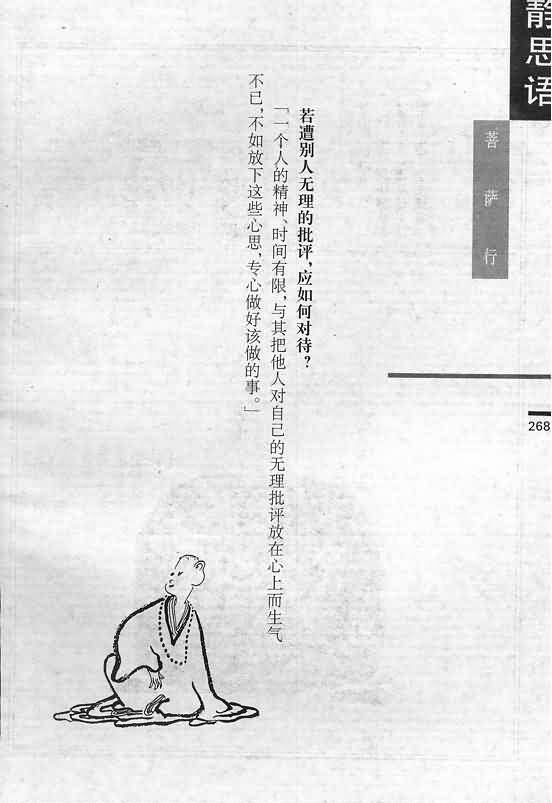 静思语
菩萨行
268
若遭别人无理的批评，应如何对待？
「一个人的精神、时间有限，与其把他人对自己的无理批评放在心上而生气
不已，不如放下这些心思，专心做好该做的事。」